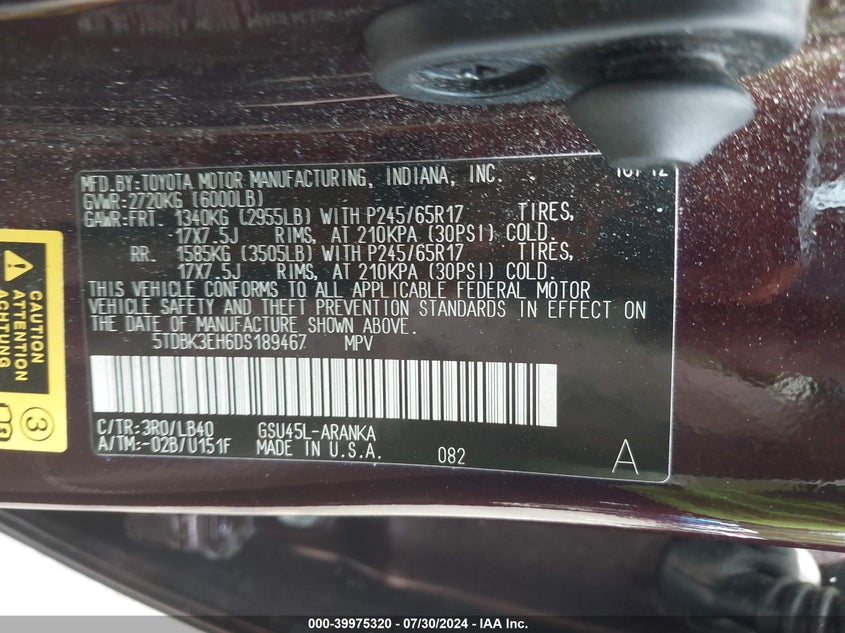 MFD.BY:TOYOTA MOTOR MANUFACTURING, INDIANA, INC. 10/12
GVWR:2720KG (6000LB)
GAWR:FRT. 1340KG (2955LB) WITH P245/65R17 TIRES,
17X7.5J RIMS, AT 210KPA (30PSI) COLD.
RR. 1585KG (3505LB) WITH P245/65R17 TIRES,
17X7.5J RIMS, AT 210KPA (30PSI) COLD.
THIS VEHICLE CONFORMS TO ALL APPLICABLE FEDERAL MOTOR
VEHICLE SAFETY AND THEFT PREVENTION STANDARDS IN EFFECT ON
THE DATE OF MANUFACTURE SHOWN ABOVE.
5TDBK3EH6DS189467 MPV
C/TR:3R0/LB40 GSU45L-ARANKA
A/TM:-02B/U151F MADE IN U.S.A. 082 A
CAUTION
ATTENTION
ACHTUNG
3
000-39975320 - 07/30/2024 - IAA Inc.